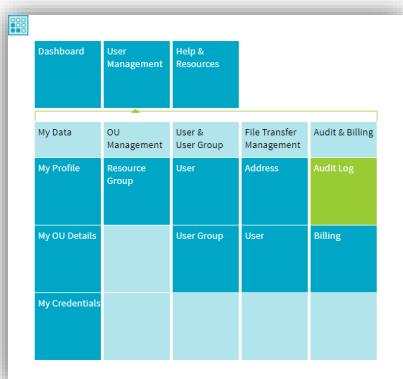 Dashboard
User
Management
Help &
Resources
My Data
OU
Management
User &
User Group
File Transfer
Management
Audit & Billing
My Profile
Resource
Group
User
Address
Audit Log
My OU Details
User Group
User
Billing
My Credentials